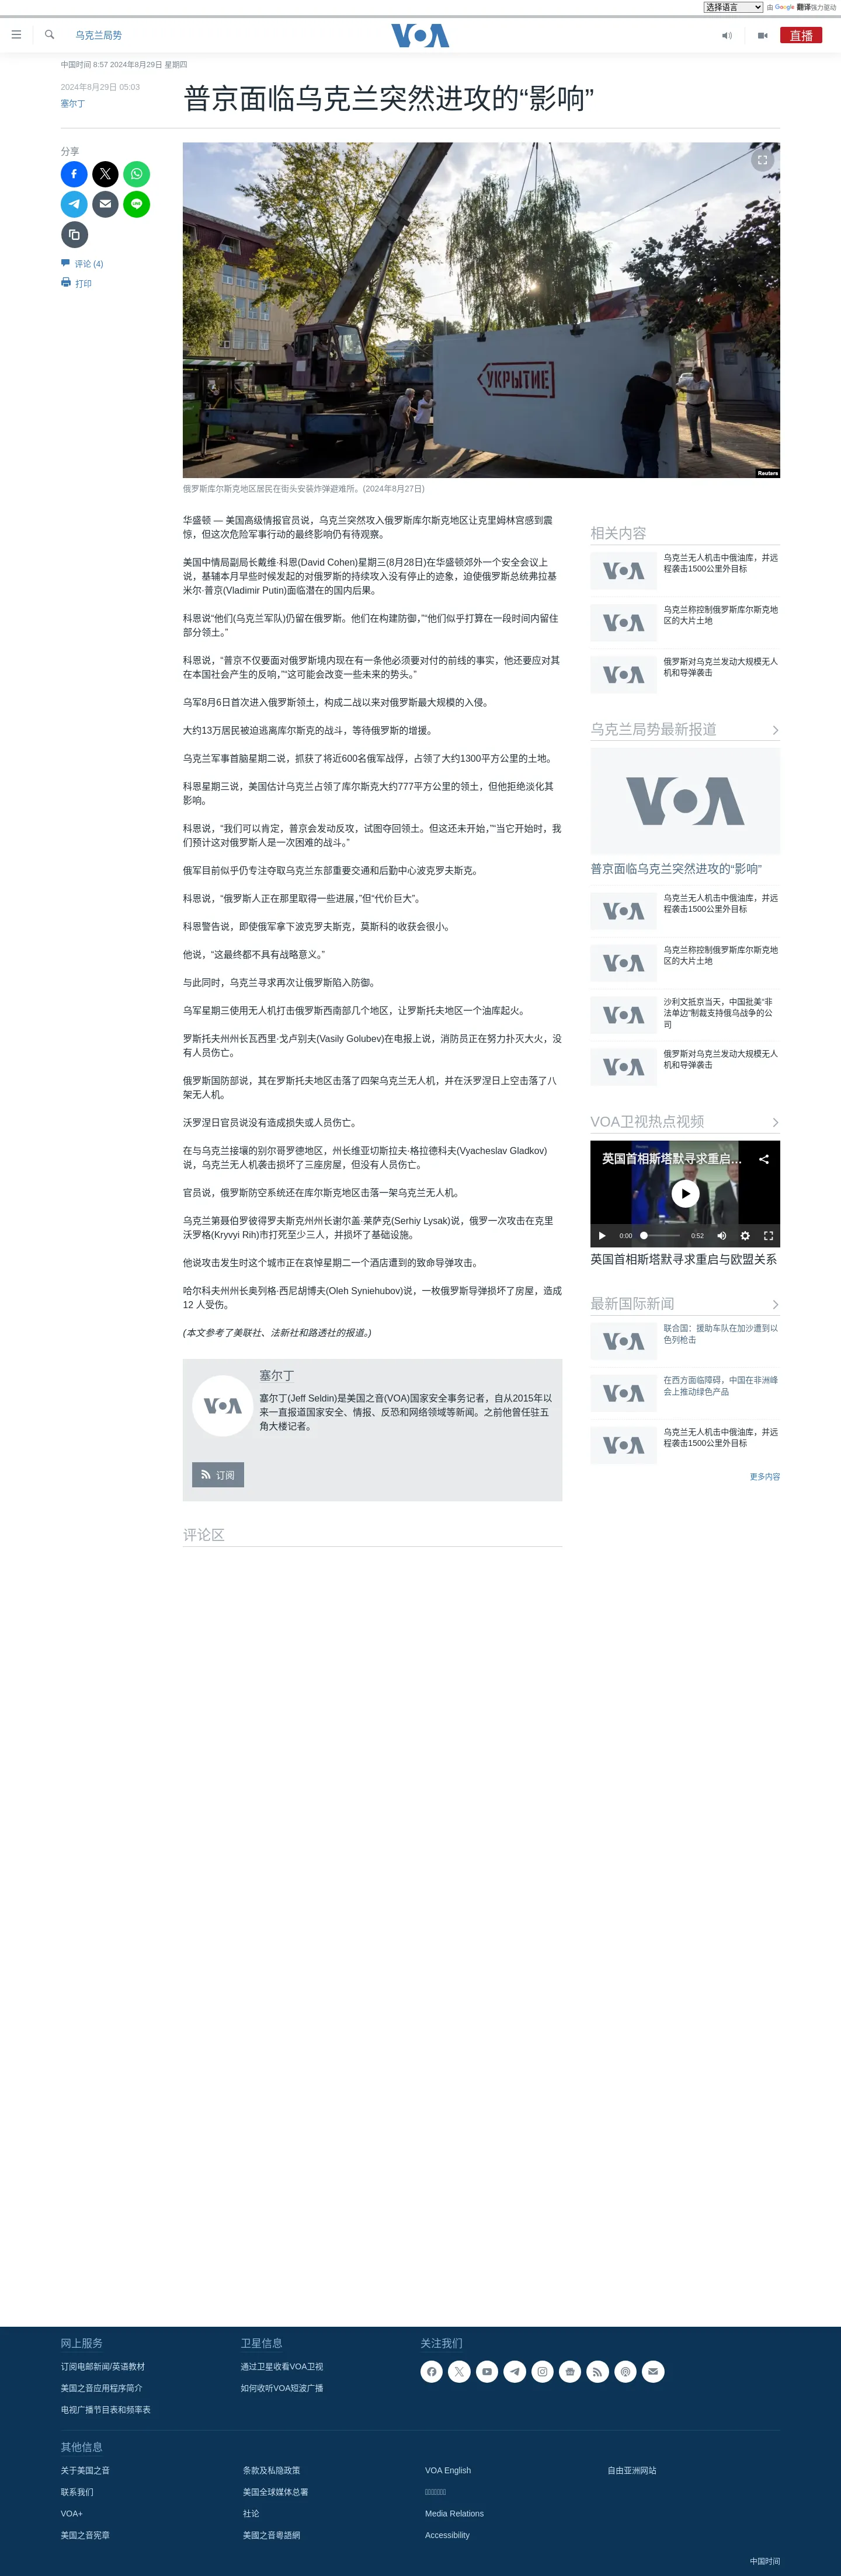 选择语言 由 Google 翻译强力驱动
乌克兰局势
VOA
直播
中国时间 8:57 2024年8月29日 星期四
2024年8月29日 05:03
塞尔丁
普京面临乌克兰突然进攻的“影响”
分享
评论 (4)
打印
УКРЫТИЕ
Reuters
俄罗斯库尔斯克地区居民在街头安装炸弹避难所。(2024年8月27日)
华盛顿 — 美国高级情报官员说，乌克兰突然攻入俄罗斯库尔斯克地区让克里姆林宫感到震
惊，但这次危险军事行动的最终影响仍有待观察。
美国中情局副局长戴维·科恩(David Cohen)星期三(8月28日)在华盛顿郊外一个安全会议上
说，基辅本月早些时候发起的对俄罗斯的持续攻入没有停止的迹象，迫使俄罗斯总统弗拉基
米尔·普京(Vladimir Putin)面临潜在的国内后果。
科恩说“他们(乌克兰军队)仍留在俄罗斯。他们在构建防御，”“他们似乎打算在一段时间内留住
部分领土。”
科恩说，“普京不仅要面对俄罗斯境内现在有一条他必须要对付的前线的事实，他还要应对其
在本国社会产生的反响，”“这可能会改变一些未来的势头。”
乌军8月6日首次进入俄罗斯领土，构成二战以来对俄罗斯最大规模的入侵。
大约13万居民被迫逃离库尔斯克的战斗，等待俄罗斯的增援。
乌克兰军事首脑星期二说，抓获了将近600名俄军战俘，占领了大约1300平方公里的土地。
科恩星期三说，美国估计乌克兰占领了库尔斯克大约777平方公里的领土，但他拒绝淡化其
影响。
科恩说，“我们可以肯定，普京会发动反攻，试图夺回领土。但这还未开始，”“当它开始时，我
们预计这对俄罗斯人是一次困难的战斗。”
俄军目前似乎仍专注夺取乌克兰东部重要交通和后勤中心波克罗夫斯克。
科恩说，“俄罗斯人正在那里取得一些进展，”但“代价巨大”。
科恩警告说，即使俄军拿下波克罗夫斯克，莫斯科的收获会很小。
他说，“这最终都不具有战略意义。”
与此同时，乌克兰寻求再次让俄罗斯陷入防御。
乌军星期三使用无人机打击俄罗斯西南部几个地区，让罗斯托夫地区一个油库起火。
罗斯托夫州州长瓦西里·戈卢别夫(Vasily Golubev)在电报上说，消防员正在努力扑灭大火，没
有人员伤亡。
俄罗斯国防部说，其在罗斯托夫地区击落了四架乌克兰无人机，并在沃罗涅日上空击落了八
架无人机。
沃罗涅日官员说没有造成损失或人员伤亡。
在与乌克兰接壤的别尔哥罗德地区，州长维亚切斯拉夫·格拉德科夫(Vyacheslav Gladkov)
说，乌克兰无人机袭击损坏了三座房屋，但没有人员伤亡。
官员说，俄罗斯防空系统还在库尔斯克地区击落一架乌克兰无人机。
乌克兰第聂伯罗彼得罗夫斯克州州长谢尔盖·莱萨克(Serhiy Lysak)说，俄罗一次攻击在克里
沃罗格(Kryvyi Rih)市打死至少三人，并损坏了基础设施。
他说攻击发生时这个城市正在哀悼星期二一个酒店遭到的致命导弹攻击。
哈尔科夫州州长奥列格·西尼胡博夫(Oleh Syniehubov)说，一枚俄罗斯导弹损坏了房屋，造成
12 人受伤。
(本文参考了美联社、法新社和路透社的报道。)
塞尔丁
塞尔丁(Jeff Seldin)是美国之音(VOA)国家安全事务记者，自从2015年以
来一直报道国家安全、情报、反恐和网络领域等新闻。之前他曾任驻五
角大楼记者。
VOA
订阅
评论区
相关内容
VOA
乌克兰无人机击中俄油库，并远
程袭击1500公里外目标
VOA
乌克兰称控制俄罗斯库尔斯克地
区的大片土地
VOA
俄罗斯对乌克兰发动大规模无人
机和导弹袭击
乌克兰局势最新报道
VOA
普京面临乌克兰突然进攻的“影响”
VOA
乌克兰无人机击中俄油库，并远
程袭击1500公里外目标
VOA
乌克兰称控制俄罗斯库尔斯克地
区的大片土地
VOA
沙利文抵京当天，中国批美“非
法单边”制裁支持俄乌战争的公
司
VOA
俄罗斯对乌克兰发动大规模无人
机和导弹袭击
VOA卫视热点视频
英国首相斯塔默寻求重启...
0:00 0:52
英国首相斯塔默寻求重启与欧盟关系
最新国际新闻
VOA
联合国：援助车队在加沙遭到以
色列枪击
VOA
在西方面临障碍，中国在非洲峰
会上推动绿色产品
VOA
乌克兰无人机击中俄油库，并远
程袭击1500公里外目标
更多内容
网上服务
订阅电邮新闻/英语教材
美国之音应用程序简介
电视广播节目表和频率表
卫星信息
通过卫星收看VOA卫视
如何收听VOA短波广播
关注我们
其他信息
关于美国之音
联系我们
VOA+
美国之音宪章
条款及私隐政策
美国全球媒体总署
社论
美國之音粵語網
VOA English
Media Relations
Accessibility
自由亚洲网站
中国时间